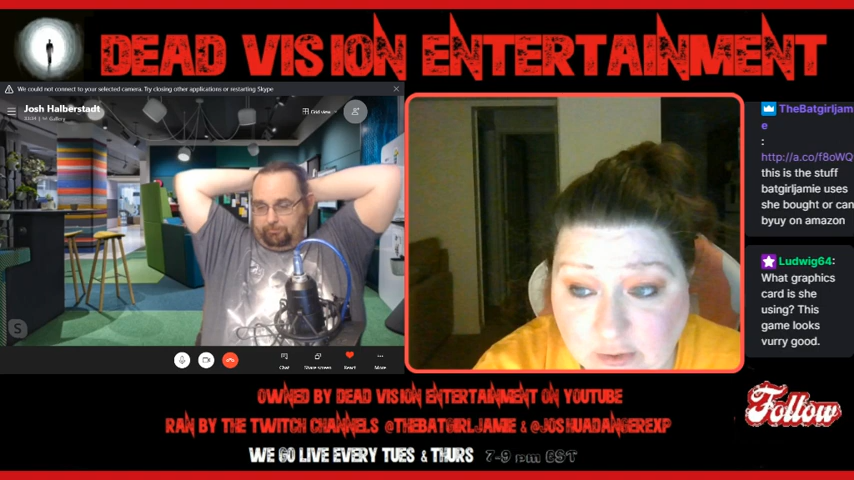 DEAD VISION ENTERTAINMENT
We could not connect to your selected camera. Try closing other applications or restarting Skype
Josh Halberstadt
Gallery
Grid view
S
Chat
Share screen
React
More
TheBatgirljam
e
:
http://a.co/f8oWQ
this is the stuff
batgirljamie uses
she bought or can
byuy on amazon
Ludwig64:
What graphics
card is she
using? This
game looks
vurry good.
OWNED BY DEAD VISION ENTERTAINMENT ON YOUTUBE
RAN BY THE TWITCH CHANNELS @THEBATGIRLJAMIE & @JOSHUADANGEREXP
WE GO LIVE EVERY TUES & THURS 7-9 pm EST
Follow